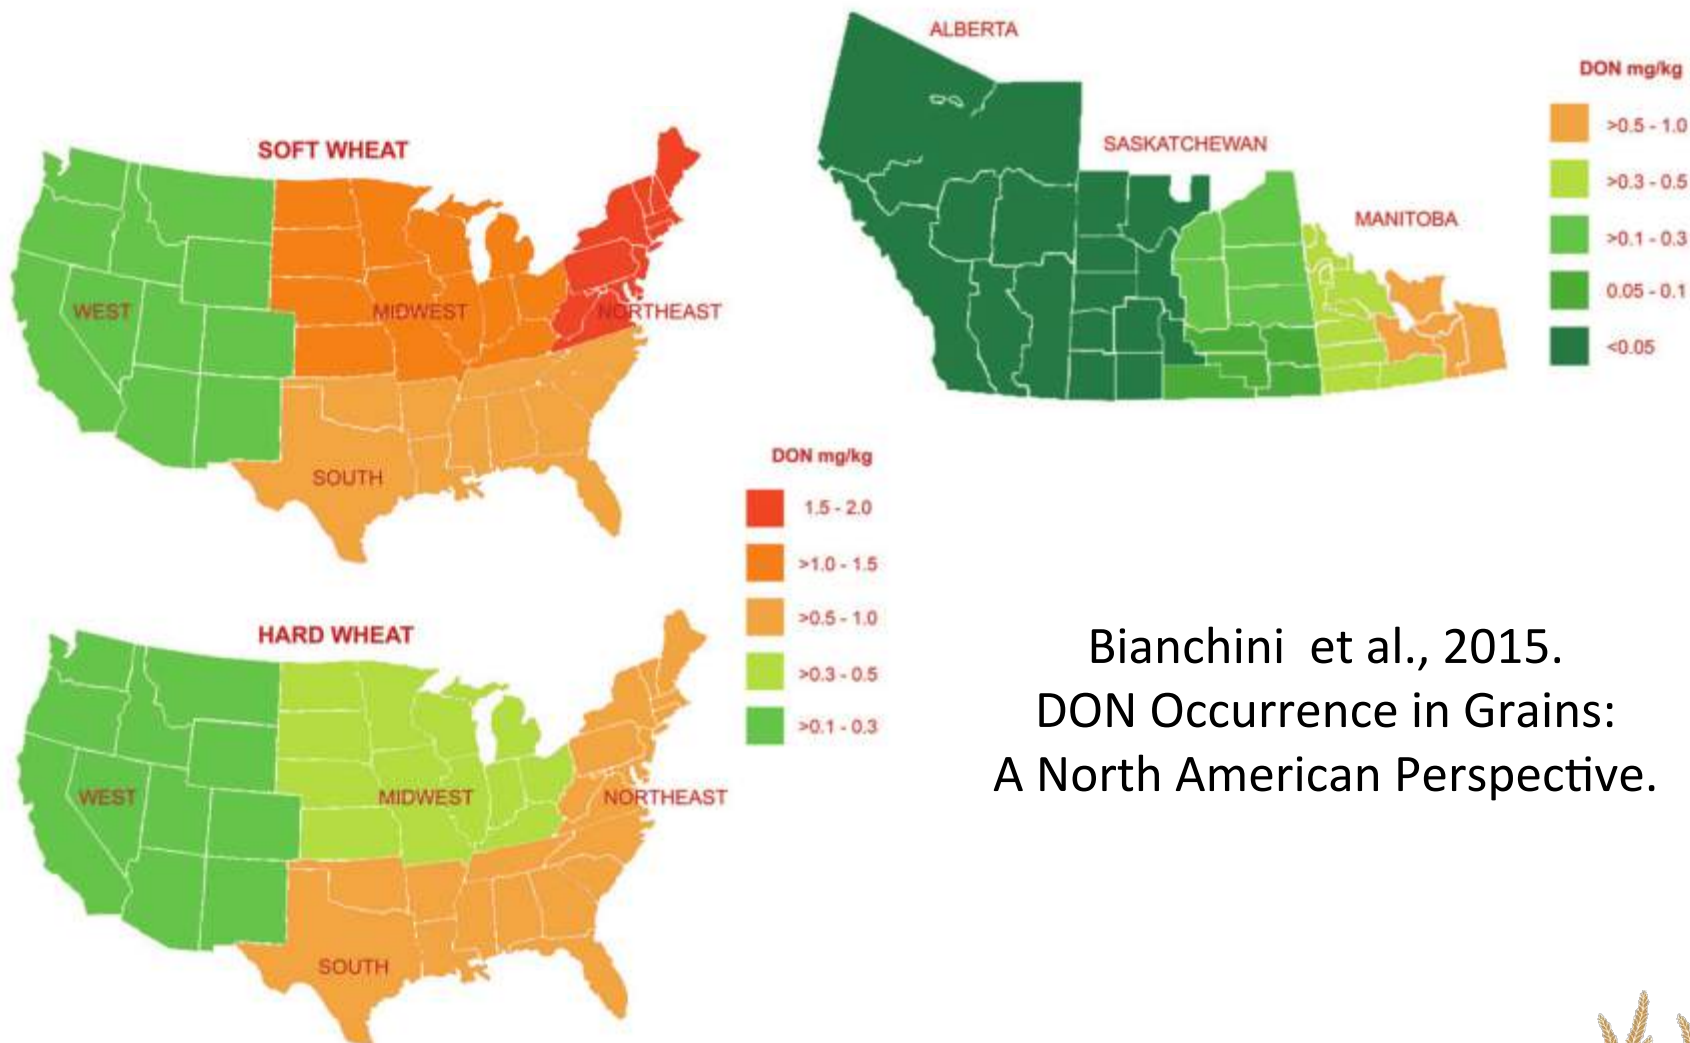 SOFT WHEAT
WEST
MIDWEST
NORTHEAST
SOUTH
ALBERTA
SASKATCHEWAN
MANITOBA
DON mg/kg
>0.5 - 1.0
>0.3 - 0.5
>0.1 - 0.3
0.05 - 0.1
<0.05
DON mg/kg
1.5 - 2.0
>1.0 - 1.5
>0.5 - 1.0
>0.3 - 0.5
>0.1 - 0.3
HARD WHEAT
WEST
MIDWEST
NORTHEAST
SOUTH
Bianchini et al., 2015.
DON Occurrence in Grains:
A North American Perspective.